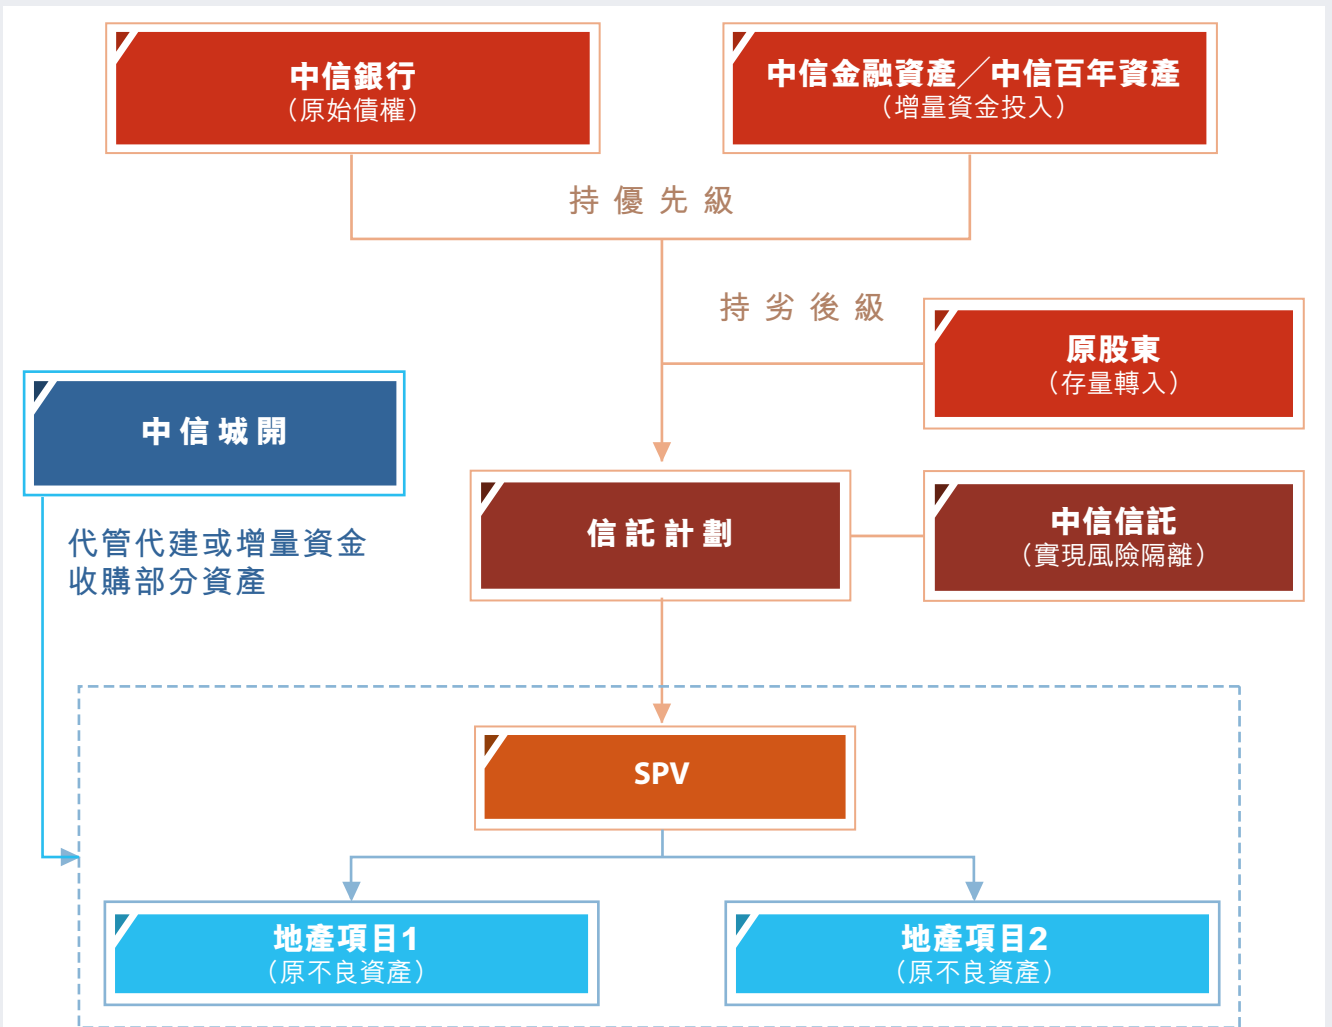 中信銀行
（原始債權）
中信金融資產／中信百年資產
（增量資金投入）
持優先級
持劣後級
原股東
（存量轉入）
中信城開
代管代建或增量資金
收購部分資產
信託計劃
中信信託
（實現風險隔離）
SPV
地產項目1
（原不良資產）
地產項目2
（原不良資產）